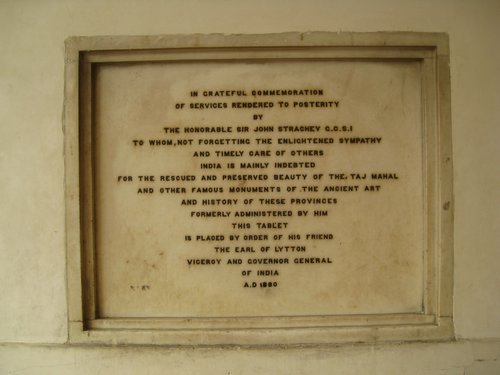 IN GRATEFUL COMMEMORATION
OF SERVICES RENDERED TO POSTERITY
BY
THE HONORABLE SIR JOHN STRACHEY G.C.S.I
TO WHOM, NOT FORGETTING THE ENLIGHTENED SYMPATHY
AND TIMELY CARE OF OTHERS
INDIA IS MAINLY INDEBTED
FOR THE RESCUED AND PRESERVED BEAUTY OF THE, TAJ MAHAL
AND OTHER FAMOUS MONUMENTS OF THE ANCIENT ART
AND HISTORY OF THESE PROVINCES
FORMERLY ADMINISTERED BY HIM
THIS TABLET
IS PLACED BY ORDER OF HIS FRIEND
THE EARL OF LYTTON
VICEROY AND GOVERNOR GENERAL
OF INDIA
A.D 1880